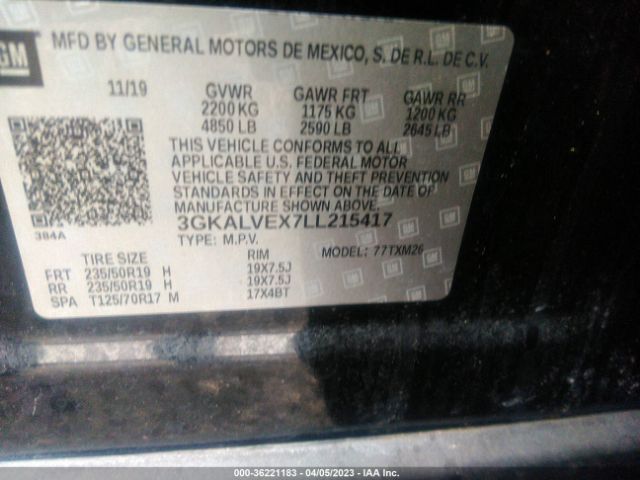 GM
MFD BY GENERAL MOTORS DE MEXICO, S. DE R.L. DE C.V.
11/19 GVWR GAWR FRT GAWR RR
2200 KG 1175 KG 1200 KG
4850 LB 2590 LB 2645 LB
THIS VEHICLE CONFORMS TO ALL
APPLICABLE U.S. FEDERAL MOTOR
VEHICLE SAFETY AND THEFT PREVENTION
STANDARDS IN EFFECT ON THE DATE OF
MANUFACTURE SHOWN ABOVE.
384A 3GKALVEX7LL215417
TYPE: M.P.V. MODEL: 77TXM26
TIRE SIZE RIM
FRT 235/50R19 H 19X7.5J
RR 235/50R19 H 19X7.5J
SPA T125/70R17 M 17X4BT
000-36221183 - 04/05/2023 - IAA Inc.